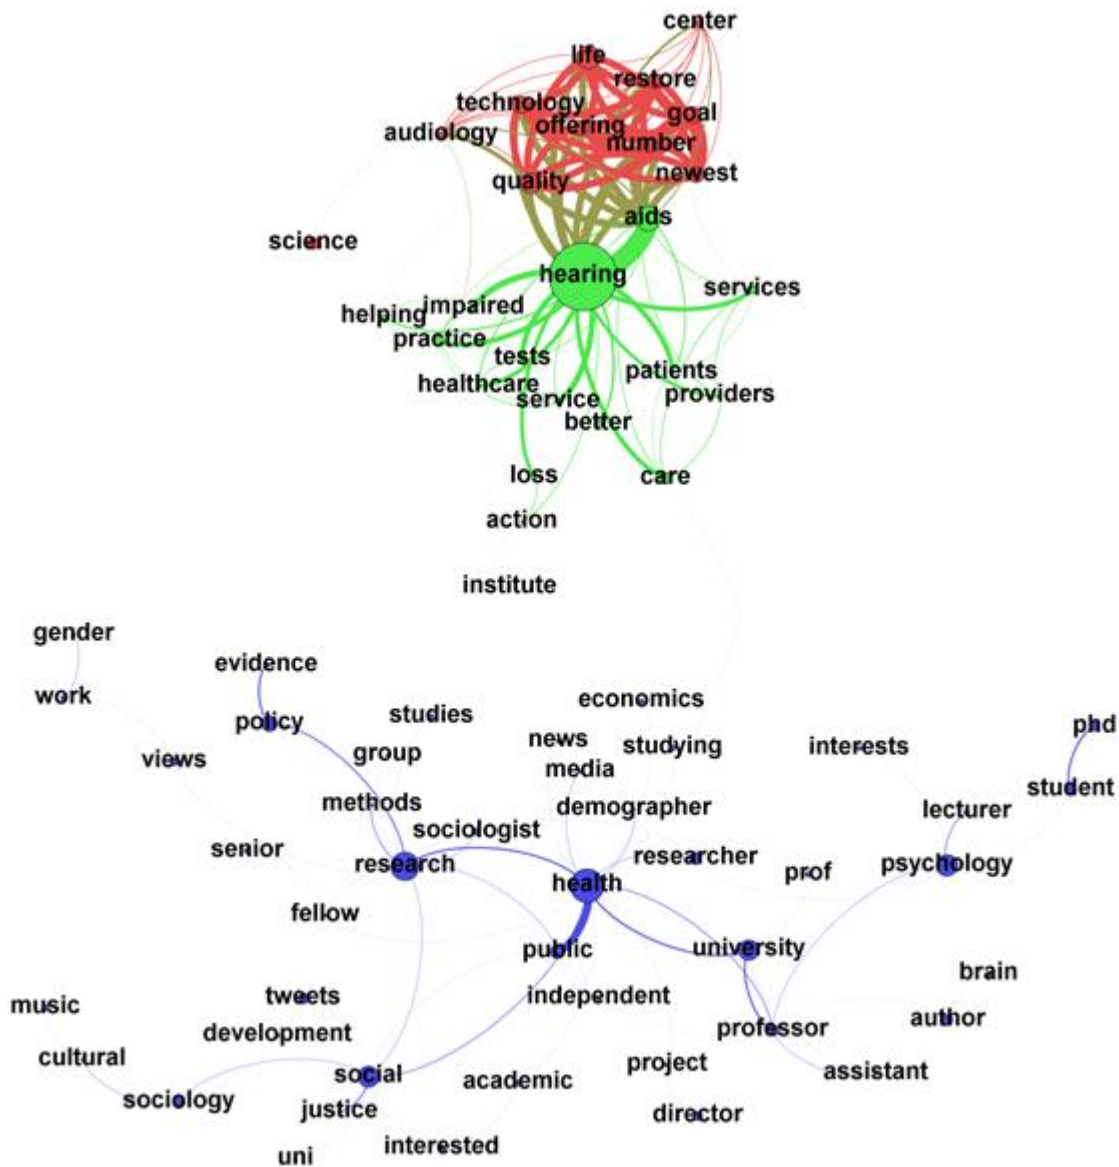 center
life
restore
technology
goal
offering
audiology
number
newest
quality
aids
science
hearing
services
impaired
helping
practice
tests
patients
healthcare
providers
service
better
loss
care
action
institute
gender
evidence
work
economics
studies
policy
phd
news
studying
interests
group
views
media
student
methods
demographer
lecturer
sociologist
senior
researcher
research
psychology
prof
health
fellow
public
university
brain
tweets
independent
music
author
development
professor
cultural
project
assistant
social
academic
sociology
justice
director
interested
uni